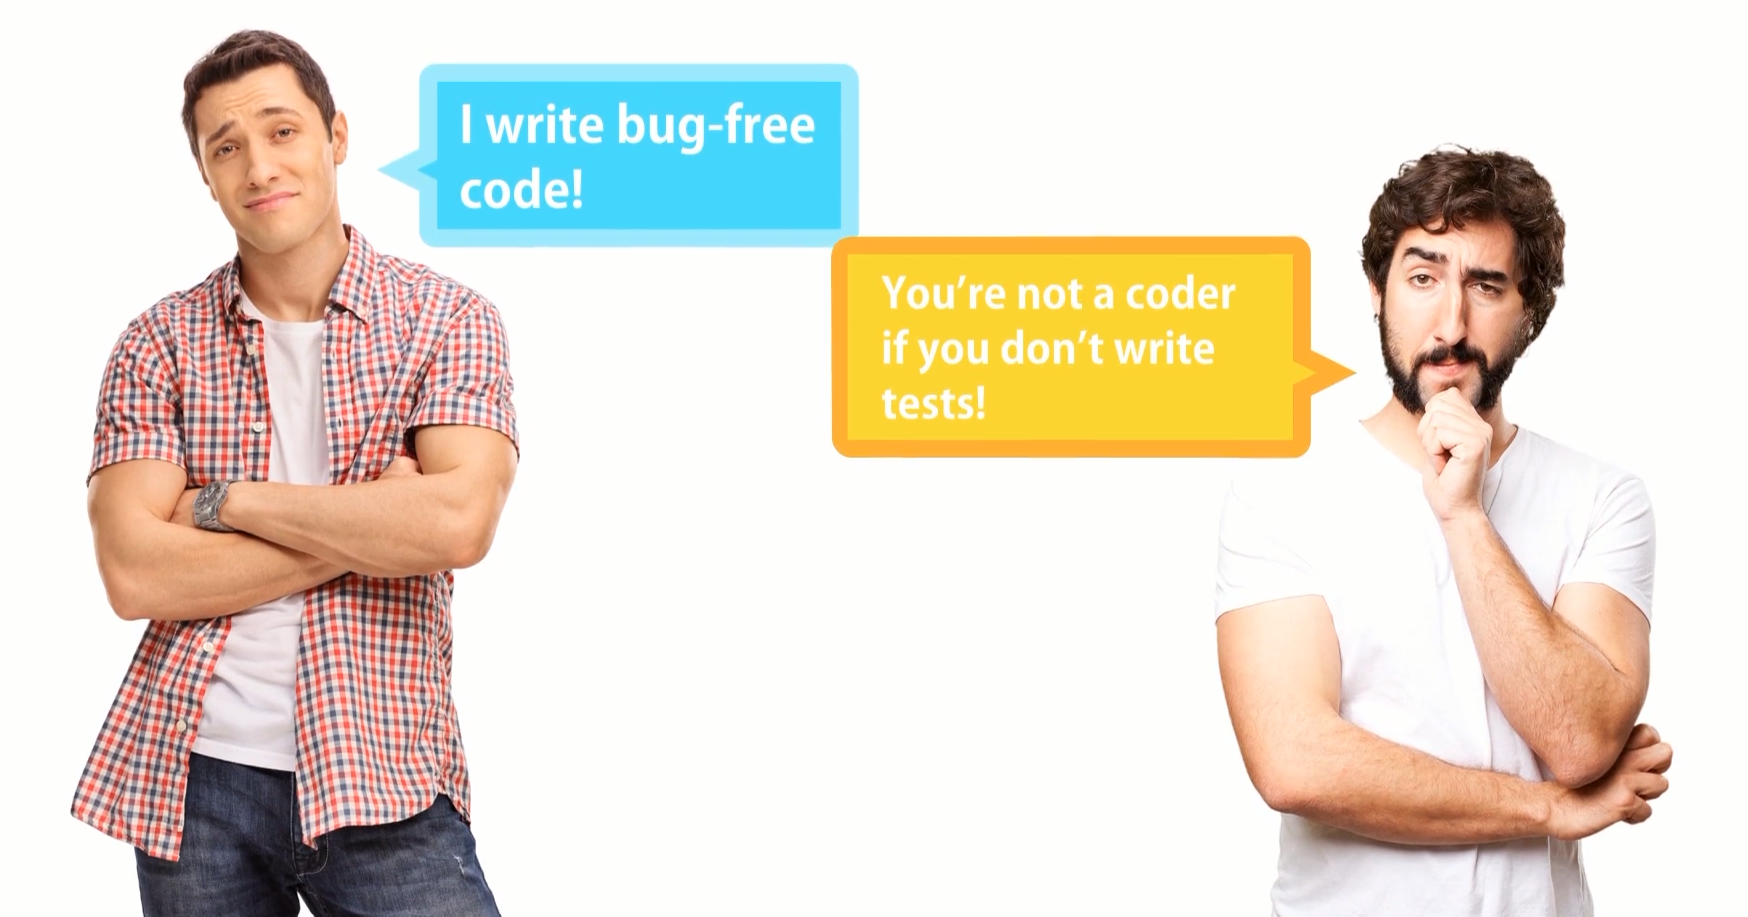 I write bug-free
code!
You’re not a coder
if you don’t write
tests!